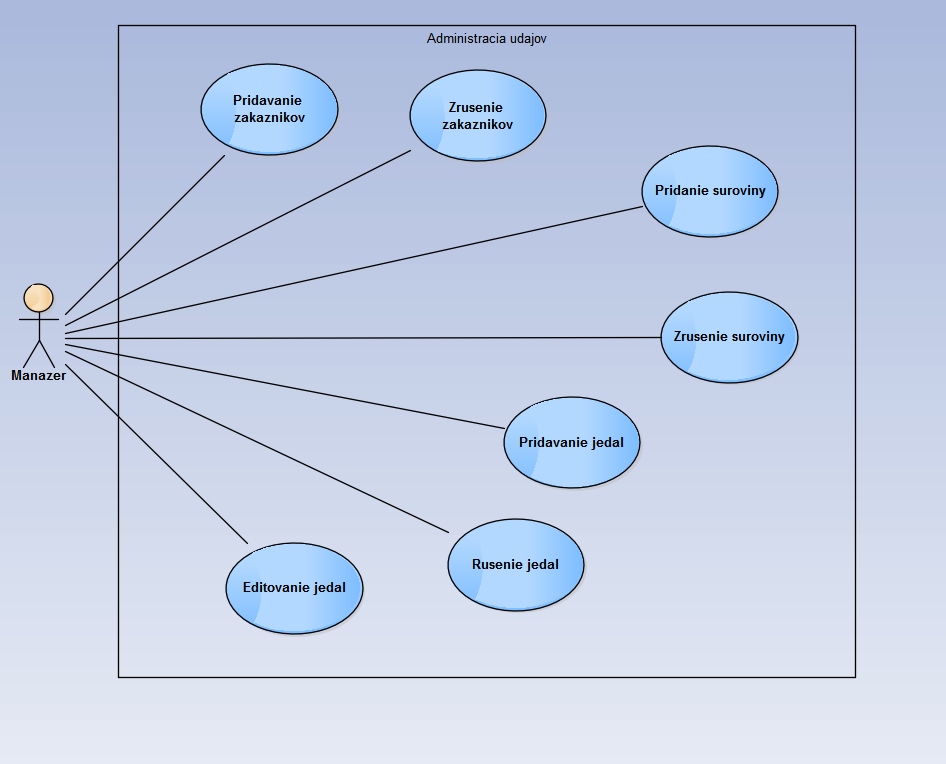 Administracia udajov
Pridavanie
zakaznikov
Zrusenie
zakaznikov
Pridanie suroviny
Zrusenie suroviny
Manazer
Pridavanie jedal
Rusenie jedal
Editovanie jedal